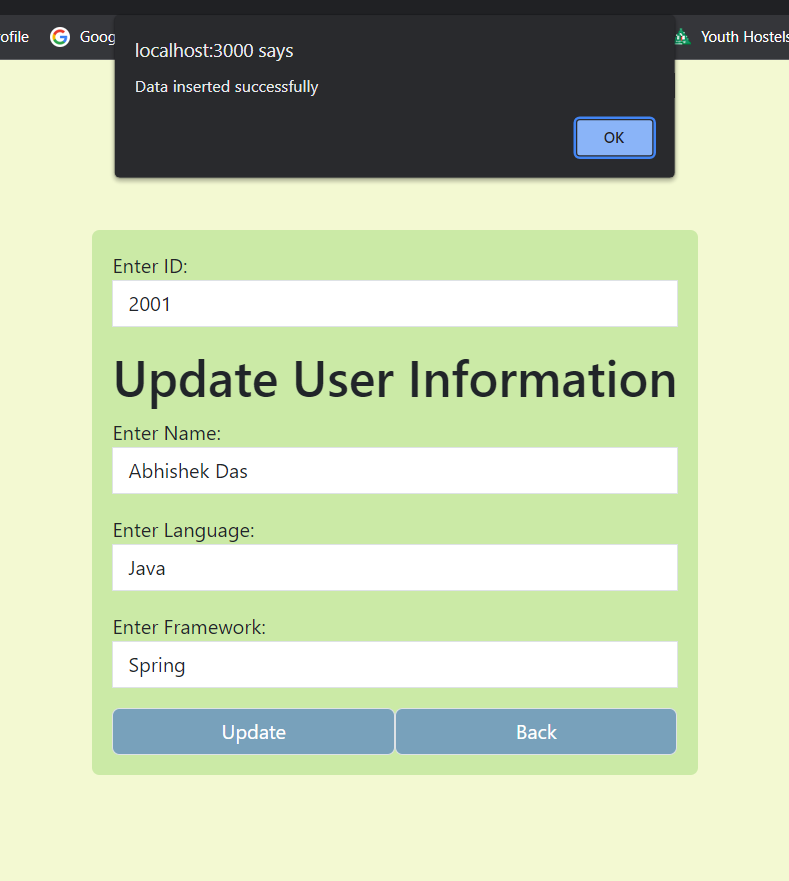 ofile
Goog
Youth Hostels
localhost:3000 says
Data inserted successfully
OK
Enter ID:
2001
Update User Information
Enter Name:
Abhishek Das
Enter Language:
Java
Enter Framework:
Spring
Update Back